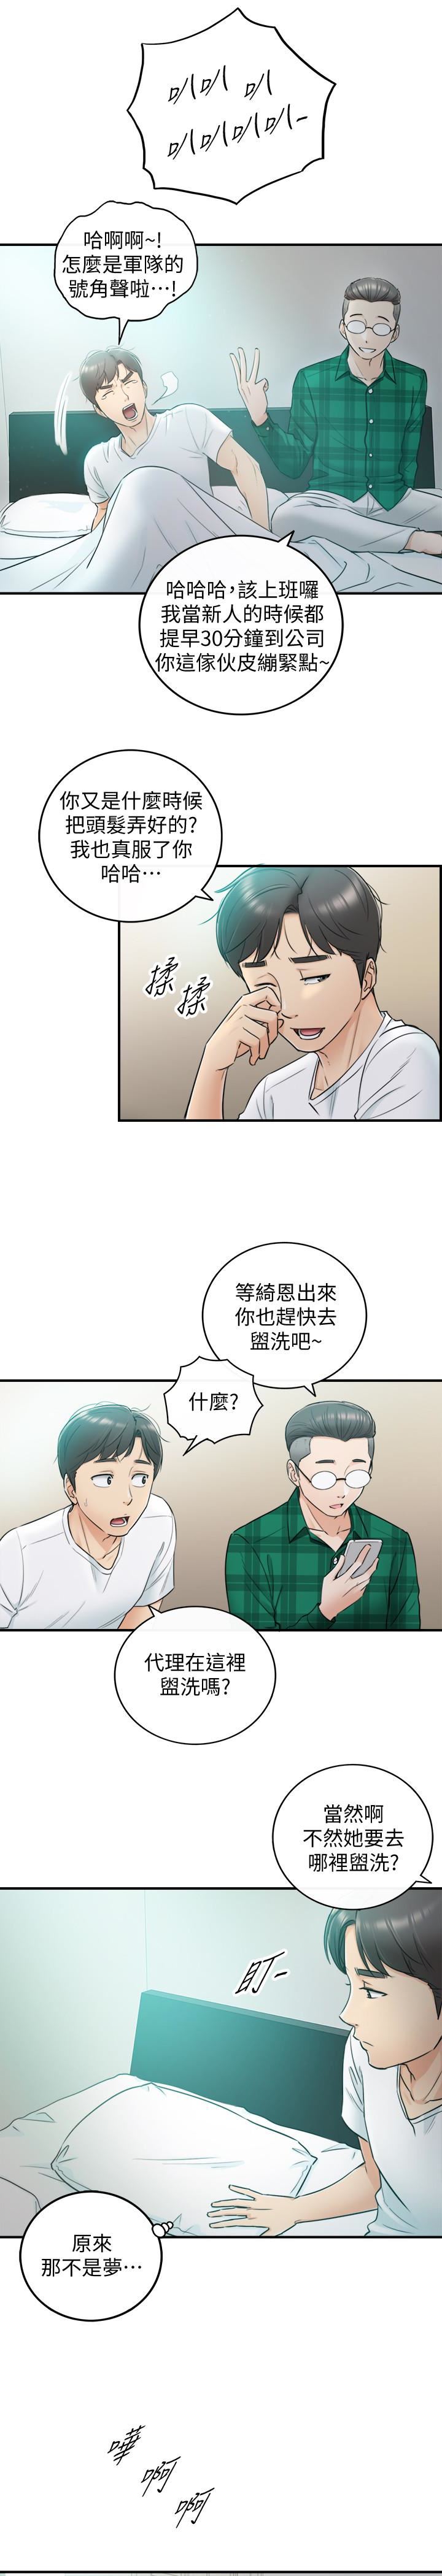 叭叭 叭
叭叭叭叭~
哈啊啊~!
怎麼是軍隊的
號角聲啦…!
哈哈哈,該上班囉
我當新人的時候都
提早30分鐘到公司
你這傢伙皮繃緊點~
你又是什麼時候
把頭髮弄好的?
我也真服了你
哈哈…
揉
揉
等綺恩出來
你也趕快去
盥洗吧~
什麼?
代理在這裡
盥洗嗎?
當然啊
不然她要去
哪裡盥洗?
盯-
原來
那不是夢…
嘩
啊
啊